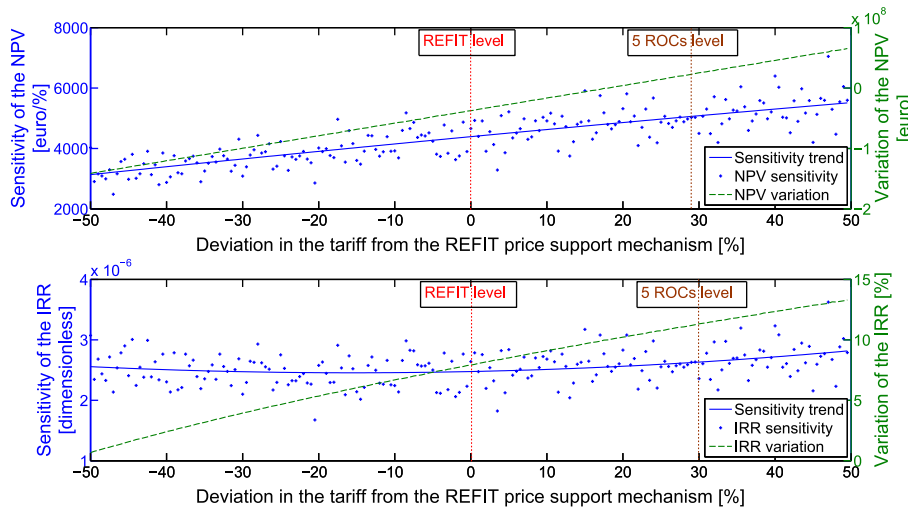 8000
6000
4000
2000
Sensitivity of the NPV
[euro/%]
REFIT level
5 ROCs level
x 10^8
1
0
−1
−2
Variation of the NPV
[euro]
Sensitivity trend
NPV sensitivity
NPV variation
−50 −40 −30 −20 −10 0 10 20 30 40 50
Deviation in the tariff from the REFIT price support mechanism [%]
x 10^-6
4
3
2
1
Sensitivity of the IRR
[dimensionless]
REFIT level
5 ROCs level
15
10
5
0
Variation of the IRR [%]
Sensitivity trend
IRR sensitivity
IRR variation
−50 −40 −30 −20 −10 0 10 20 30 40 50
Deviation in the tariff from the REFIT price support mechanism [%]